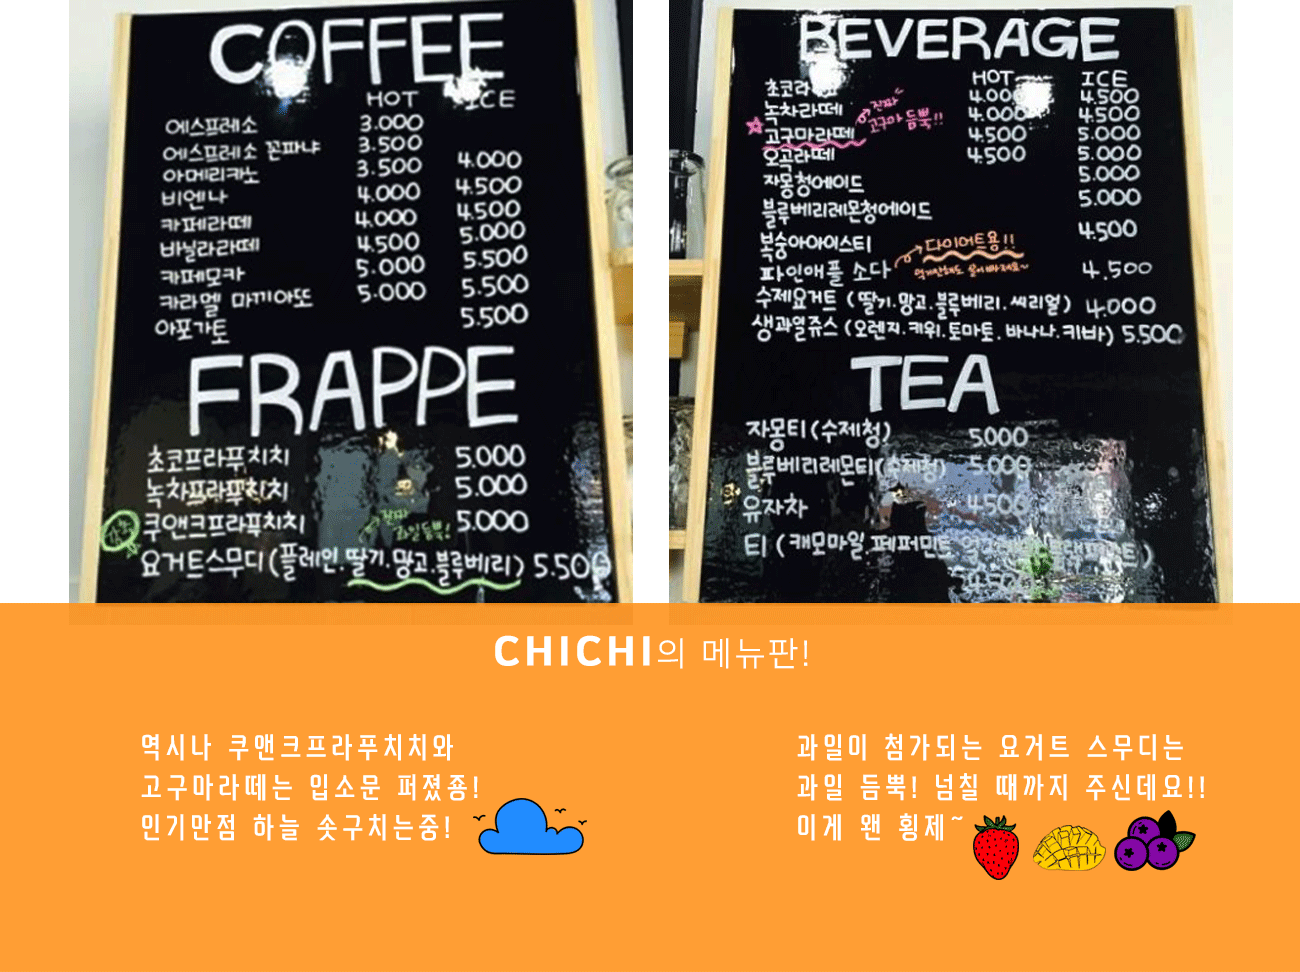 COFFEE
HOT ICE
에스프레소 3.000
에스프레소 꼰파냐 3.500
아메리카노 3.500 4.000
비엔나 4.000 4.500
카페라떼 4.000 4.500
바닐라라떼 4.500 5.000
카페모카 5.000 5.500
카라멜 마끼아또 5.000 5.500
아포가토 5.500
FRAPPE
초코프라푸치치 5.000
녹차프라푸치치 5.000
쿠앤크프라푸치치 5.000
진짜
과일듬뿍!
요거트스무디(플레인.딸기.망고.블루베리) 5.500
BEVERAGE
HOT ICE
초코라 4.000 4.500
녹차라떼 4.000 4.500
진짜
고구마 듬뿍!!
고구마라떼 4.500 5.000
오곡라떼 4.500 5.000
자몽청에이드 5.000
블루베리레몬청에이드 5.000
복숭아아이스티 4.500
다이어트용!!
파인애플 소다 4.500
수제요거트 (딸기.망고.블루베리.씨리얼) 4.000
생과일쥬스 (오렌지.키위.토마토.바나나.키바) 5.500
TEA
자몽티(수제청) 5.000
블루베리레몬티(수제청) 5.000
유자차 4.500
티 (캐모마일.페퍼민트
4.500
CHICHI의 메뉴판!
역시나 쿠앤크프라푸치치와
고구마라떼는 입소문 퍼졌죵!
인기만점 하늘 솟구치는중!
과일이 첨가되는 요거트 스무디는
과일 듬뿍! 넘칠 때까지 주신데요!!
이게 왠 횡제~